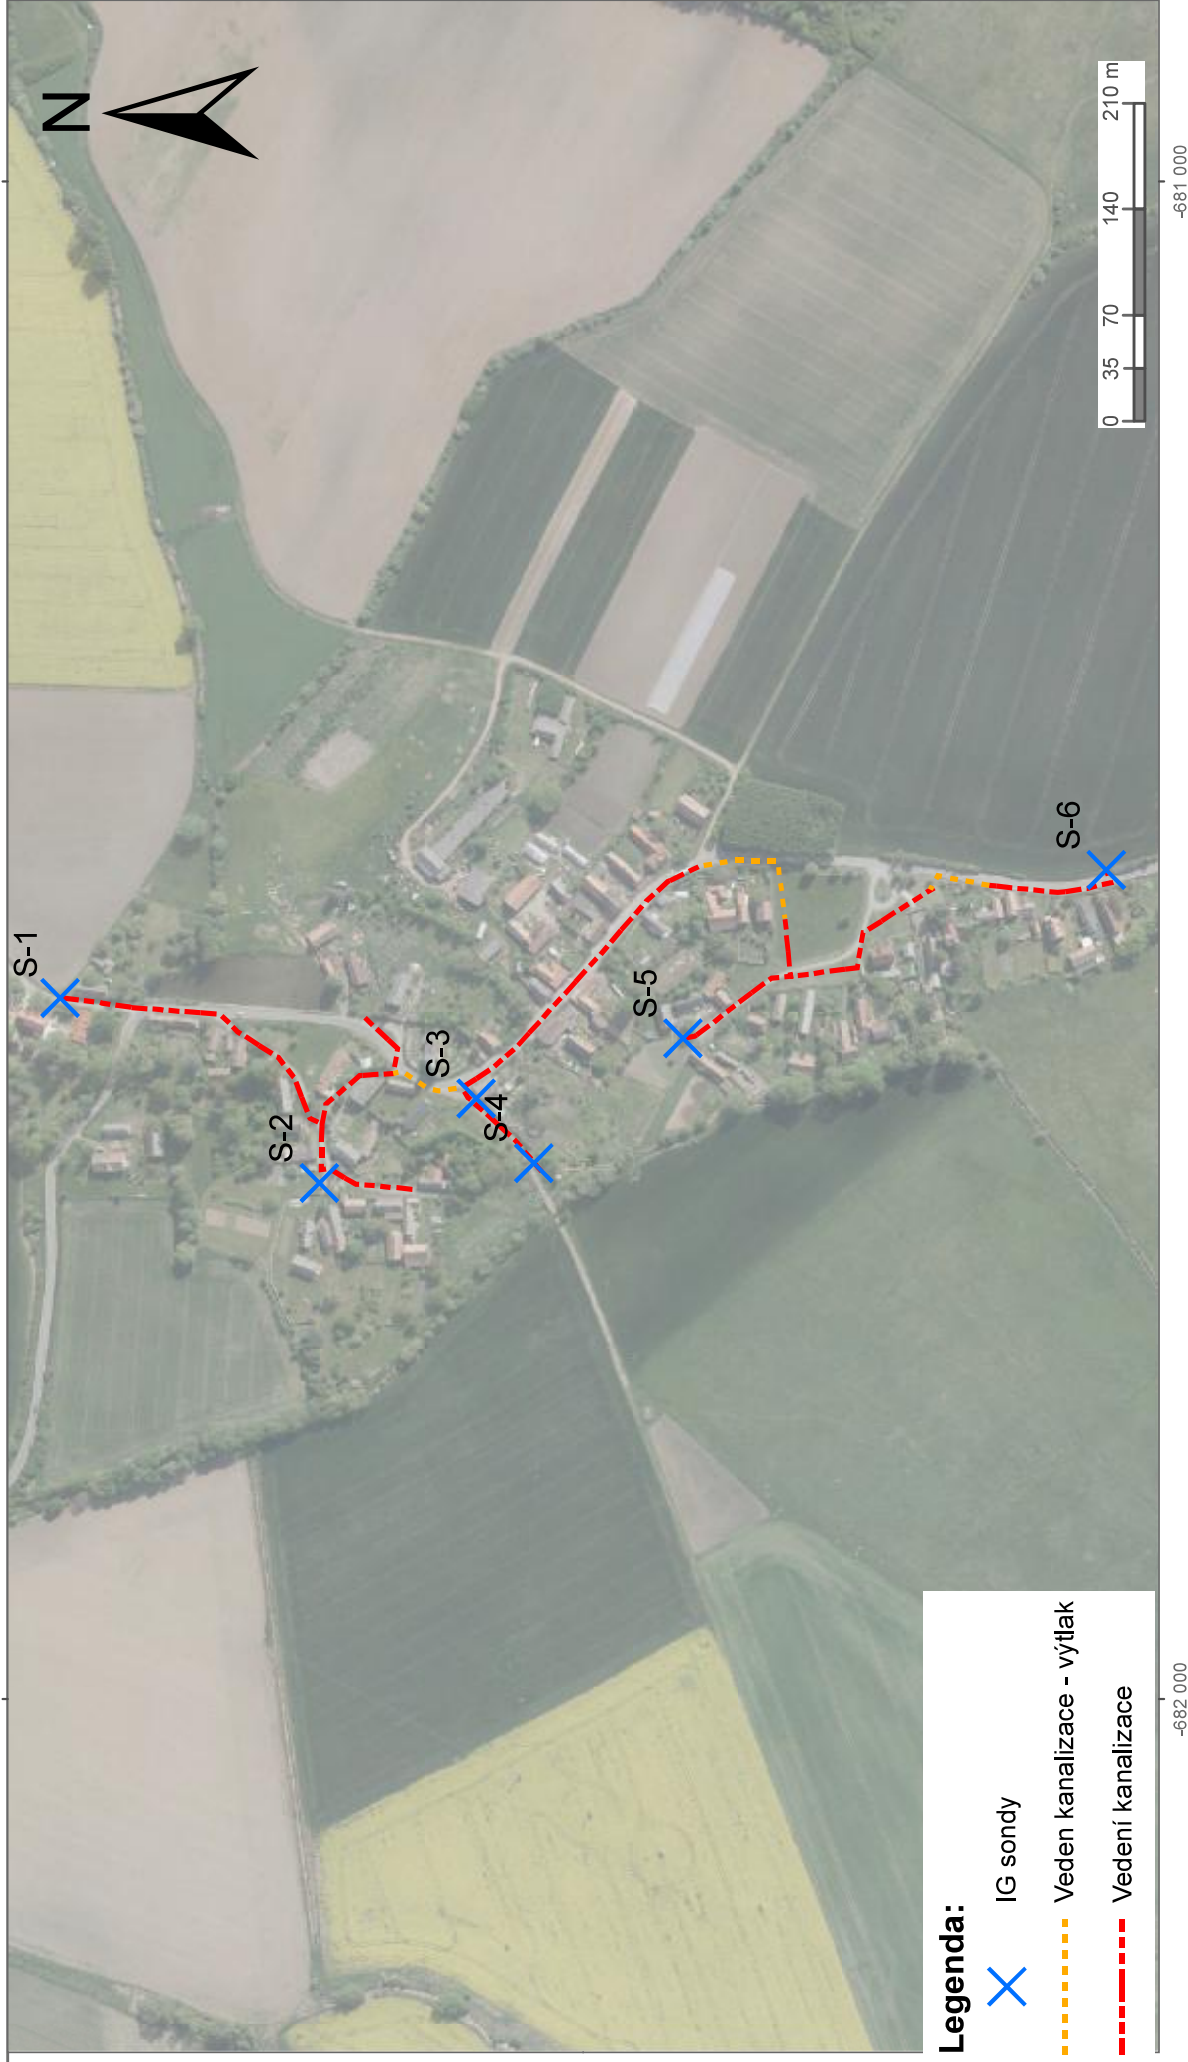 N
S-1
S-2
S-3
S-4
S-5
S-6
0 35 70 140 210 m
-682 000
-681 000
Legenda:
IG sondy
Veden kanalizace - výtlak
Vedení kanalizace